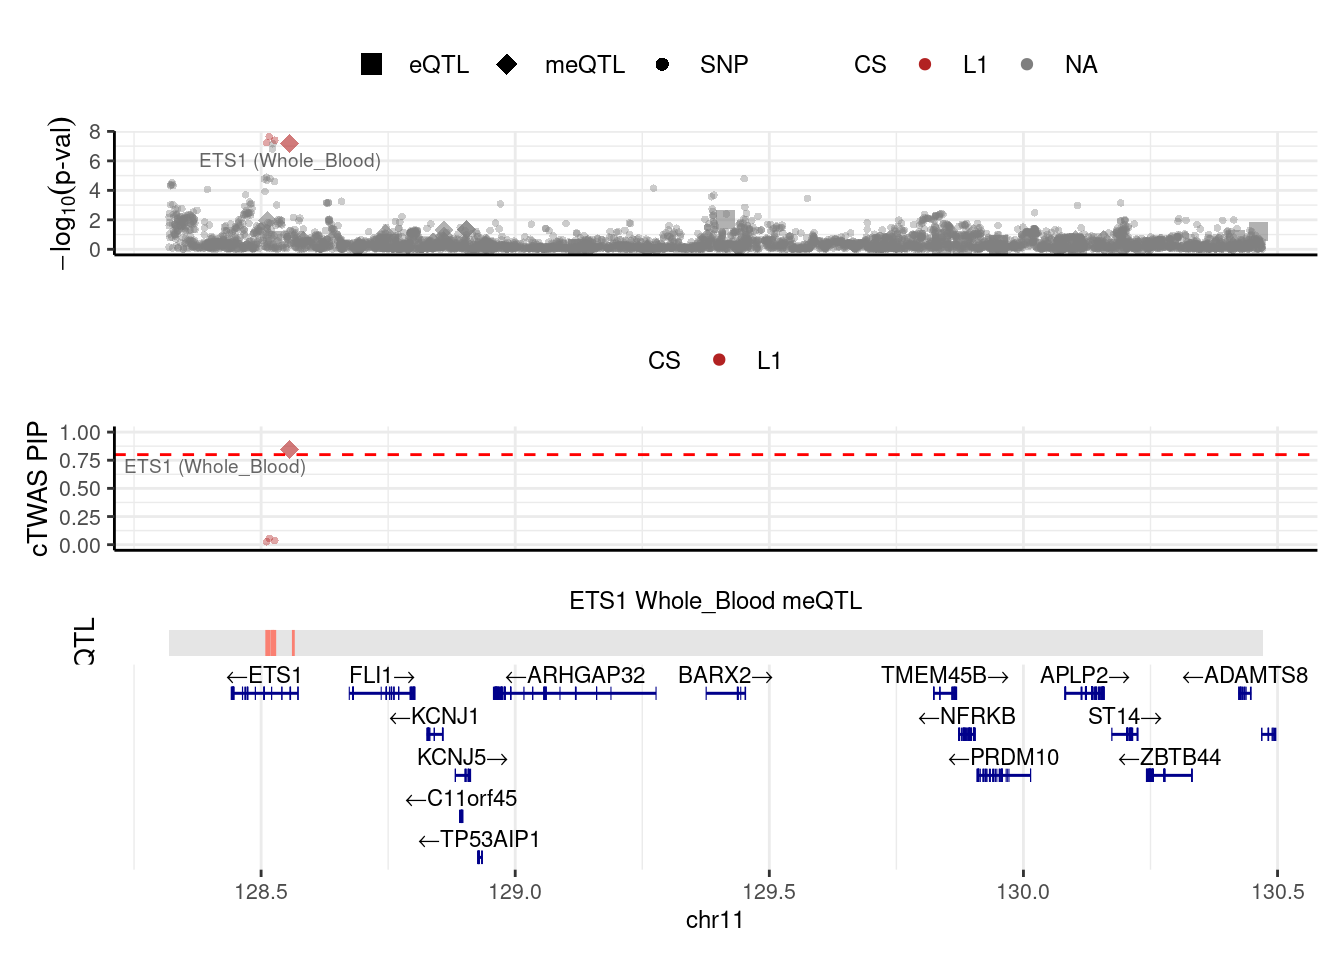 eQTL meQTL SNP CS L1 NA
−log10(p-val)
8
6
4
2
0
ETS1 (Whole_Blood)
CS L1
cTWAS PIP
1.00
0.75
0.50
0.25
0.00
ETS1 (Whole_Blood)
ETS1 Whole_Blood meQTL
QTL
←ETS1 FLI1→ ←ARHGAP32 BARX2→ TMEM45B→ APLP2→ ←ADAMTS8
←KCNJ1 ←NFRKB ST14→
KCNJ5→ ←PRDM10 ←ZBTB44
←C11orf45
←TP53AIP1
128.5 129.0 129.5 130.0 130.5
chr11